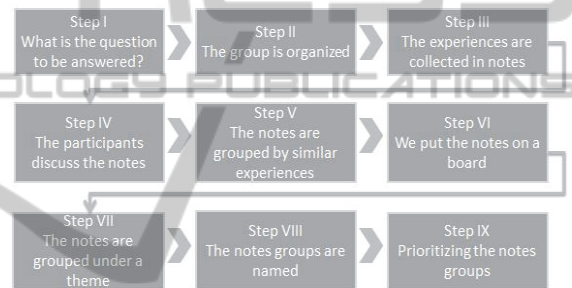 Step I
What is the question
to be answered?
Step II
The group is organized
Step III
The experiences are
collected in notes
OLOGY PUBLICATIONS
Step IV
The participants
discuss the notes
Step V
The notes are
grouped by similar
experiences
Step VI
We put the notes on a
board
Step VII
The notes are
grouped under a
theme
Step VIII
The notes groups are
named
Step IX
Prioritizing the notes
groups